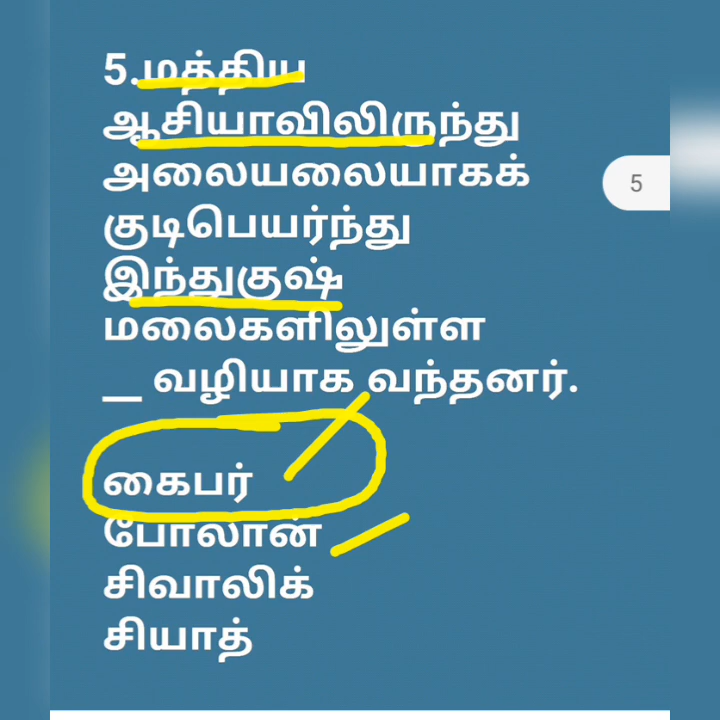 5.மத்திய
ஆசியாவிலிருந்து
அலையலையாகக்
குடிபெயர்ந்து
இந்துகுஷ்
மலைகளிலுள்ள
__ வழியாக வந்தனர்.
கைபர்
போலான்
சிவாலிக்
சியாத்
5